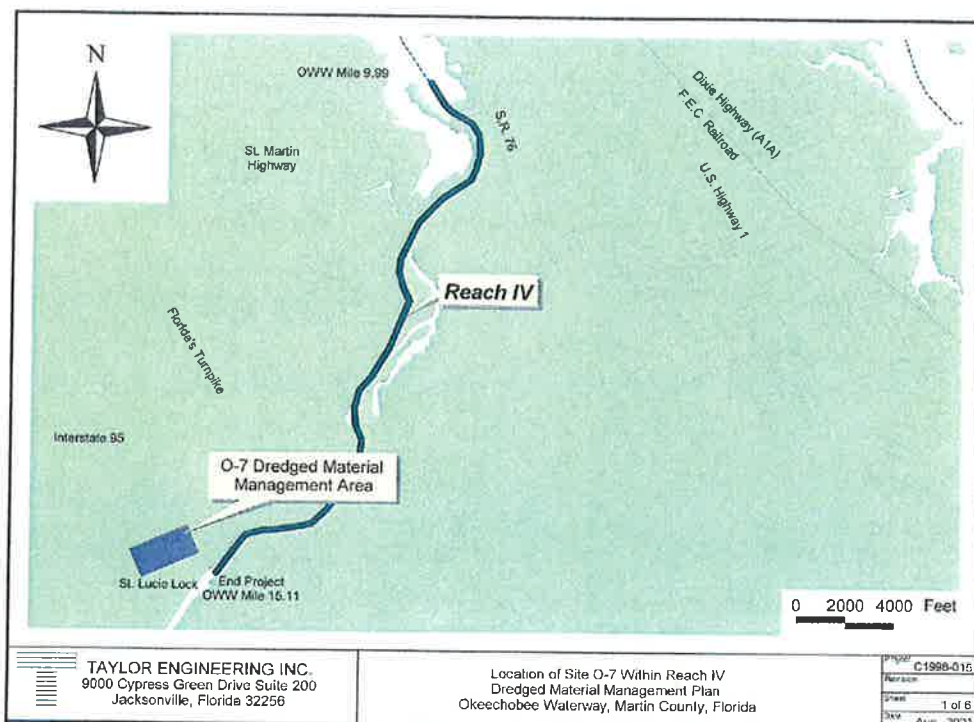 N
OWW Mile 9.99
S.R. 76
Dixie Highway (A1A)
F.E.C. Railroad
U.S. Highway 1
St. Martin
Highway
Reach IV
Florida's Turnpike
Interstate 95
O-7 Dredged Material
Management Area
St. Lucie Lock
End Project
OWW Mile 15.11
0 2000 4000 Feet
TAYLOR ENGINEERING INC.
9000 Cypress Green Drive Suite 200
Jacksonville, Florida 32256
Location of Site O-7 Within Reach IV
Dredged Material Management Plan
Okeechobee Waterway, Martin County, Florida
C1998-015
Sheet
1 of 6